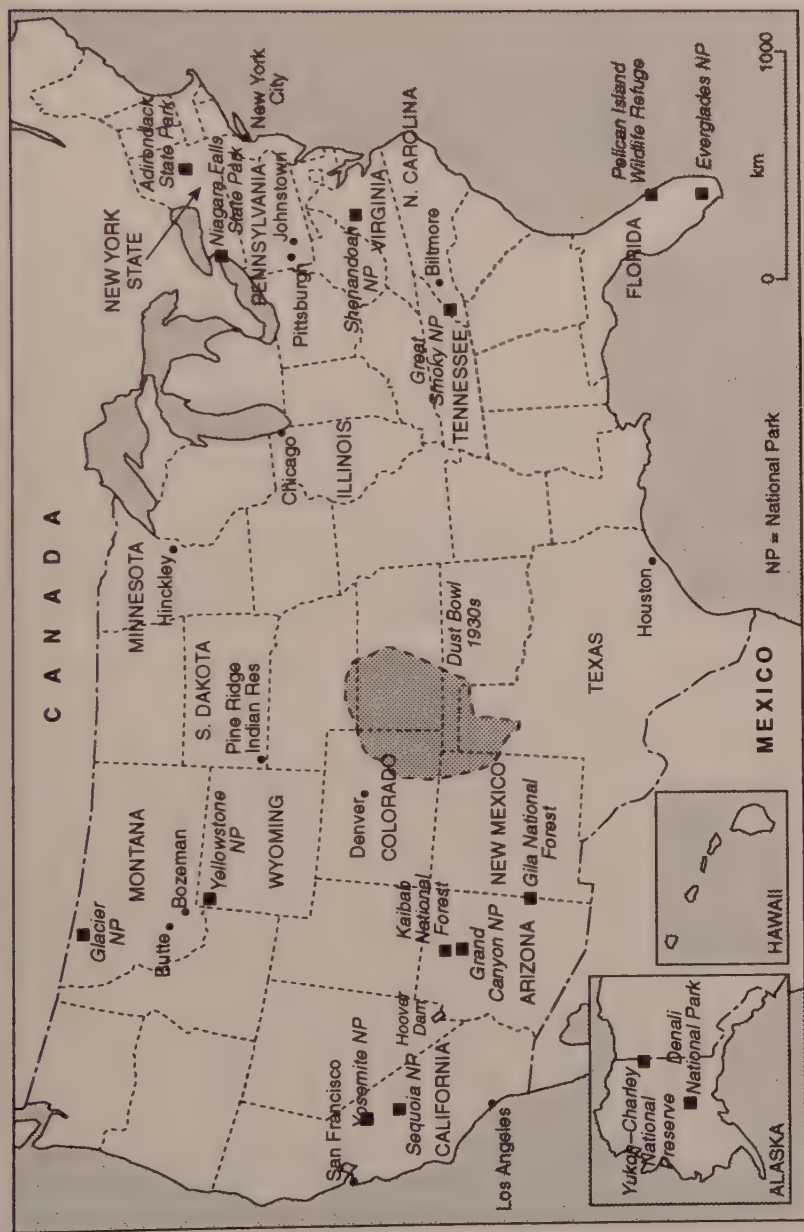 CANADA
Glacier
NP
MONTANA
Butte
Bozeman
Yellowstone
NP
WYOMING
S. DAKOTA
Pine Ridge
Indian Res
MINNESOTA
Hinckley
Chicago
ILLINOIS
NEW YORK
STATE
Adirondack
State Park
Niagara Falls
State Park
New York
City
PENNSYLVANIA
Johnstown
Pittsburgh
Shenandoah
NP
VIRGINIA
N. CAROLINA
Biltmore
Great
Smoky NP
TENNESSEE
San Francisco
Yosemite NP
Sequoia NP
Hoover
Dam
CALIFORNIA
Los Angeles
Kaibab
National
Forest
Grand
Canyon NP
ARIZONA
Denver
COLORADO
NEW MEXICO
Gila National
Forest
Dust Bowl
1930s
TEXAS
Houston
MEXICO
FLORIDA
Pelican Island
Wildlife Refuge
Everglades NP
Yukon-Charley
National
Preserve
Denali
National Park
ALASKA
HAWAII
NP = National Park
0 km 1000